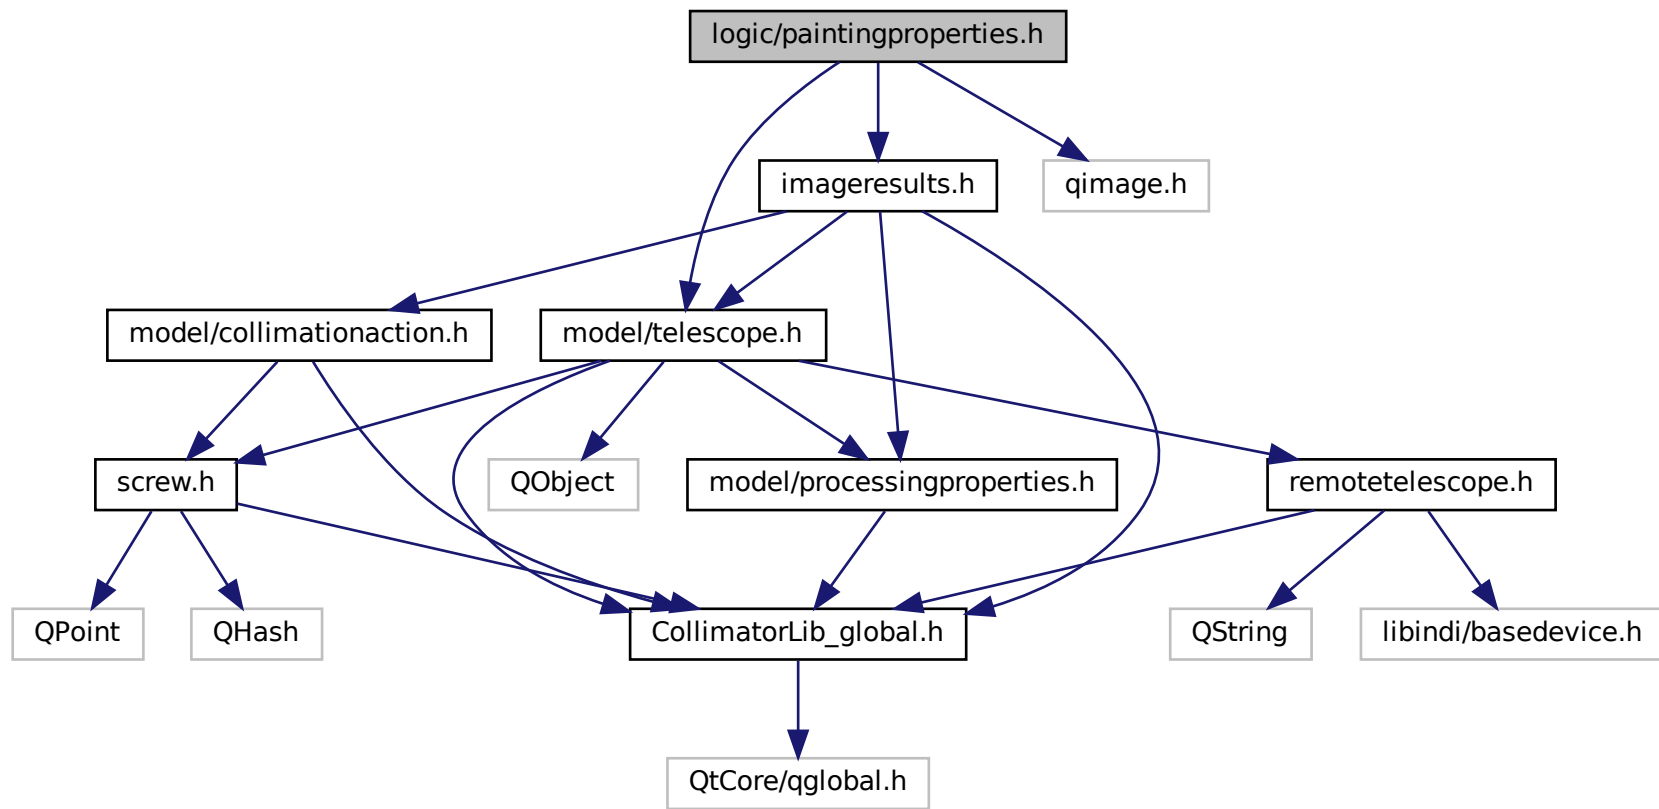 logic/paintingproperties.h
imageresults.h
qimage.h
model/collimationaction.h
model/telescope.h
screw.h
QObject
model/processingproperties.h
remotetelescope.h
QPoint
QHash
CollimatorLib_global.h
QString
libindi/basedevice.h
QtCore/qglobal.h